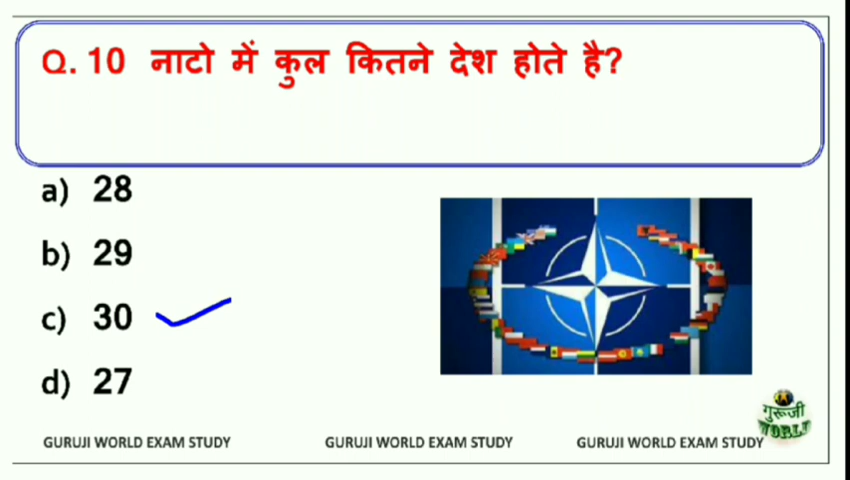 Q. 10 नाटो में कुल कितने देश होते है?
a) 28
b) 29
c) 30
d) 27
GURUJI WORLD EXAM STUDY GURUJI WORLD EXAM STUDY GURUJI WORLD EXAM STUDY
गुरूजी
WORLD